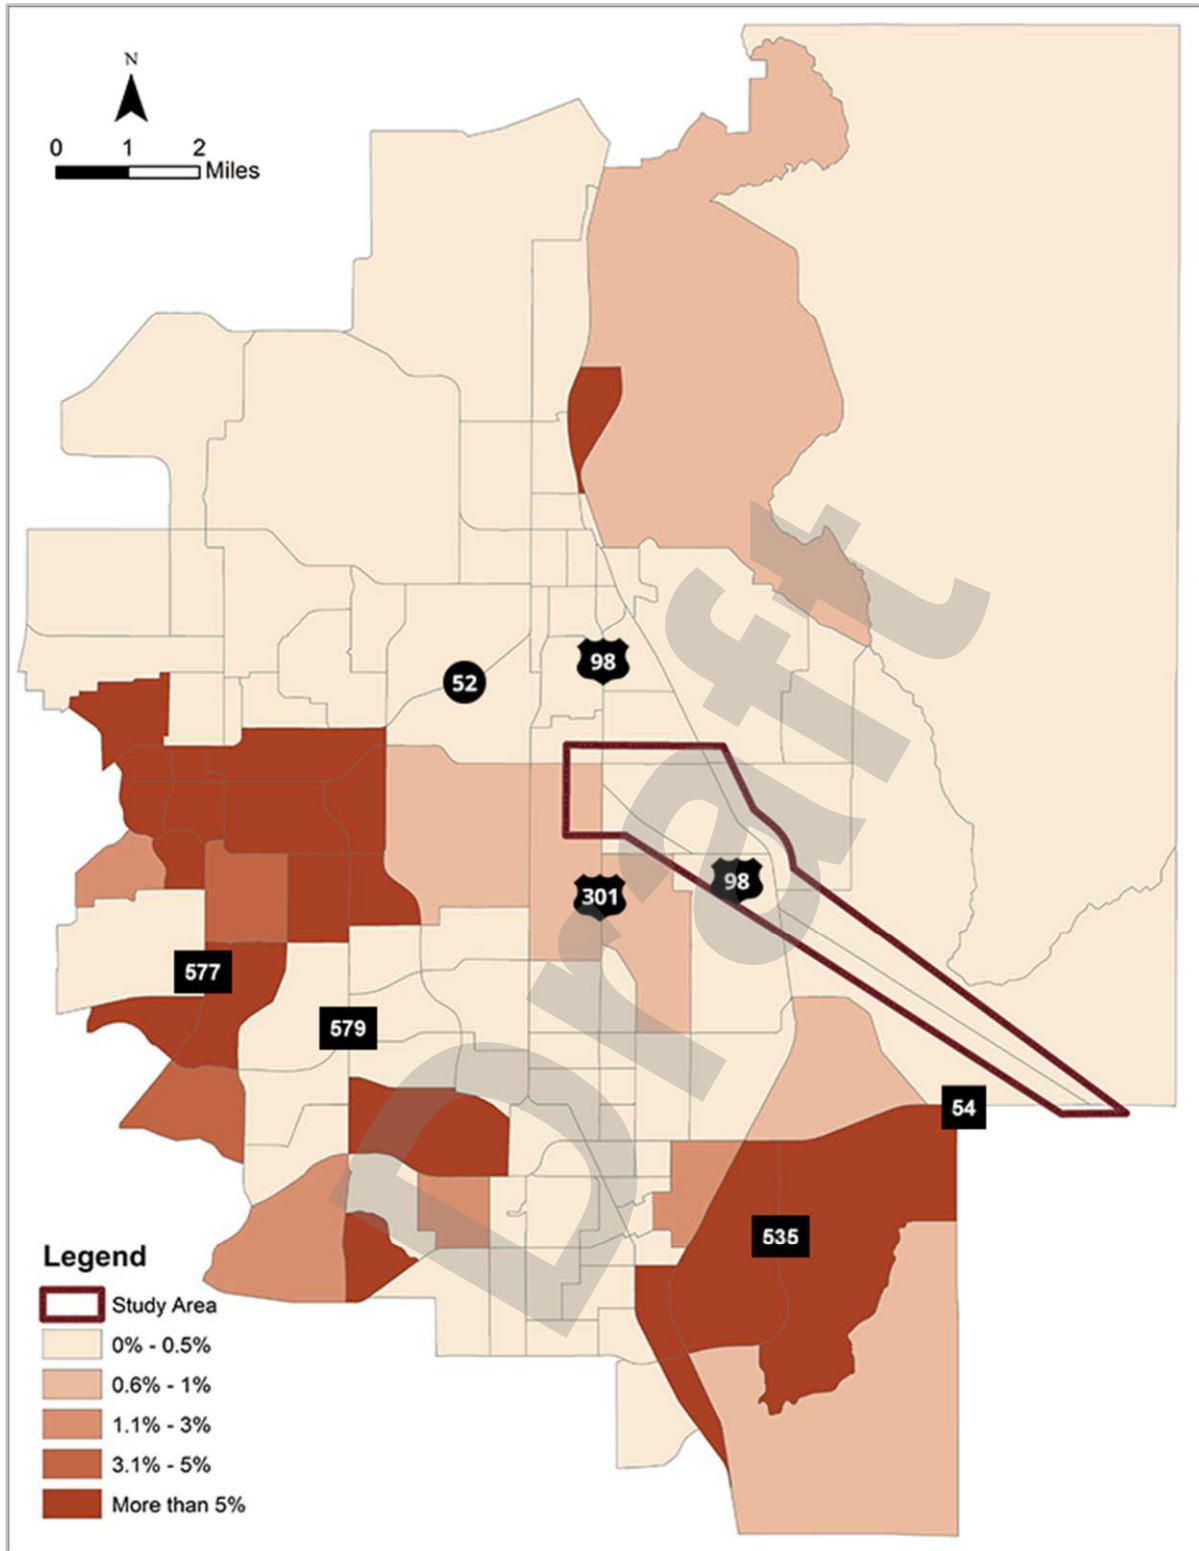 N
0 1 2
Miles
98
52
98
301
577
579
54
535
Draft
Legend
Study Area
0% - 0.5%
0.6% - 1%
1.1% - 3%
3.1% - 5%
More than 5%